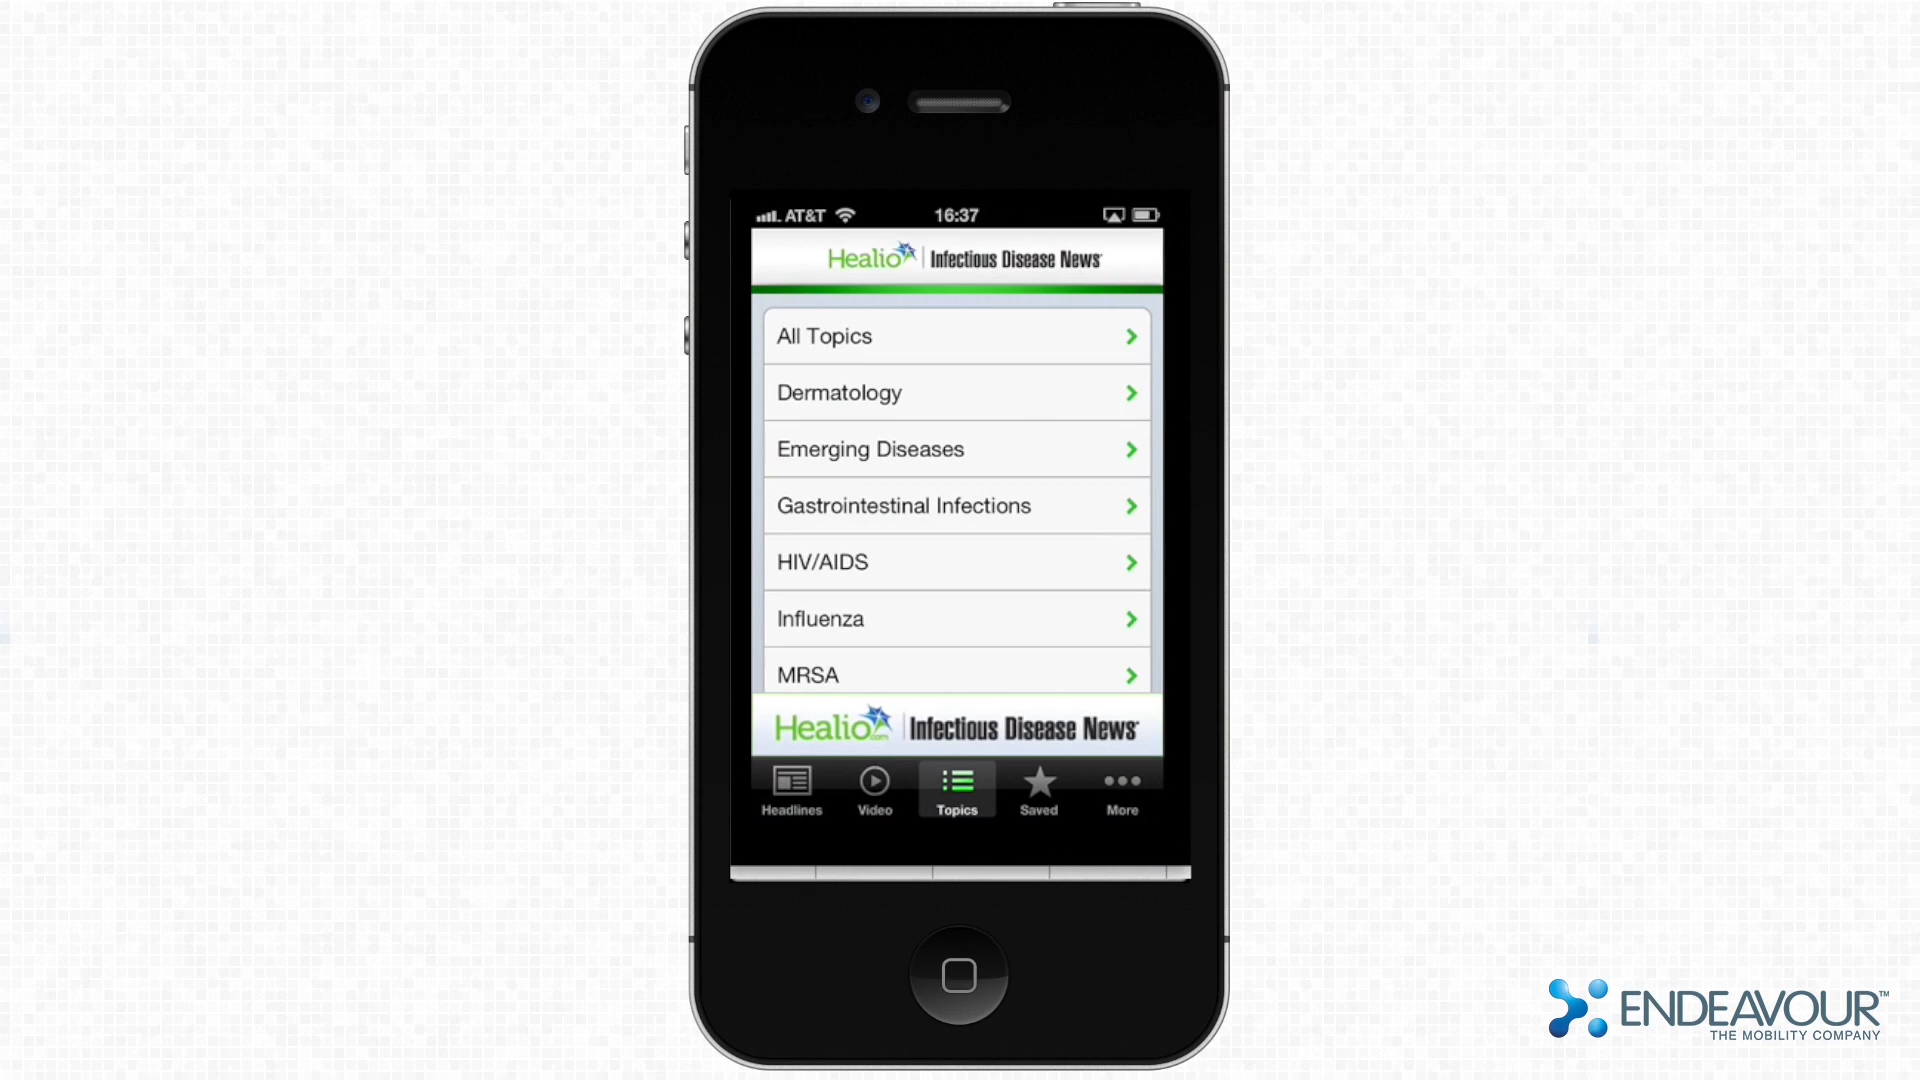 AT&T 16:37
Healio Infectious Disease News
All Topics
Dermatology
Emerging Diseases
Gastrointestinal Infections
HIV/AIDS
Influenza
MRSA
Healio.com Infectious Disease News
Headlines Video Topics Saved More
ENDEAVOUR™
THE MOBILITY COMPANY